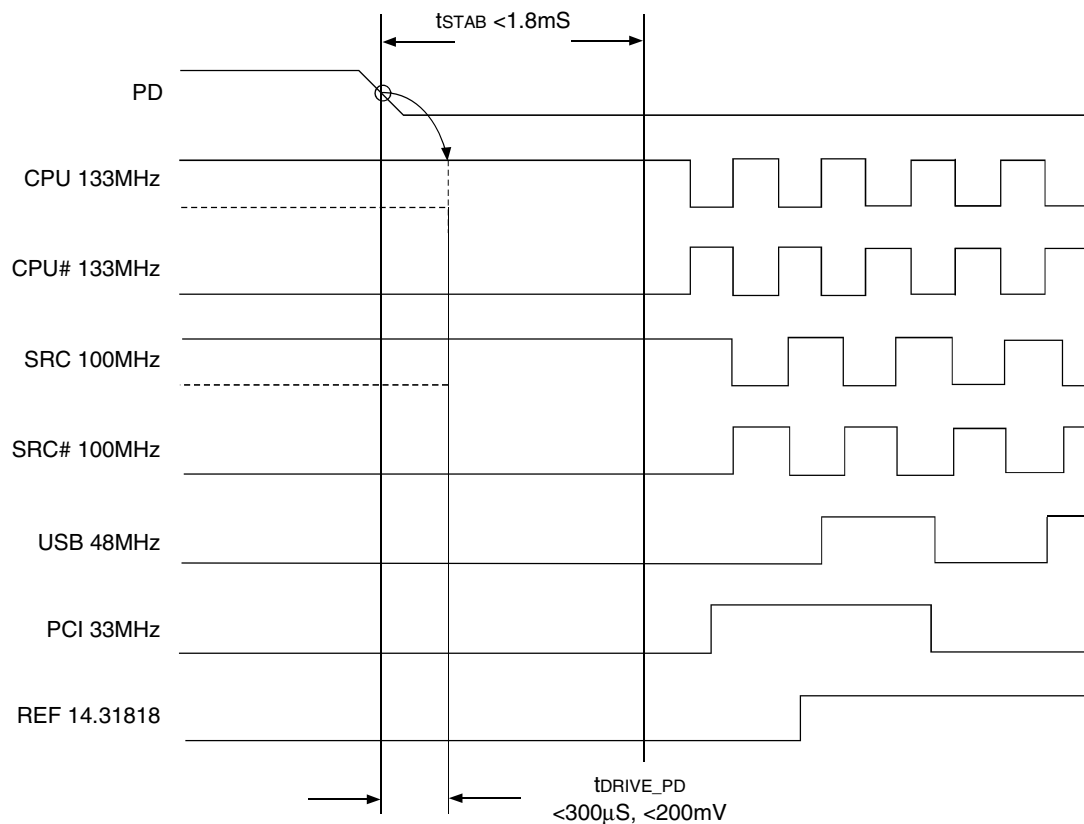 tSTAB <1.8mS
PD
CPU 133MHz
CPU# 133MHz
SRC 100MHz
SRC# 100MHz
USB 48MHz
PCI 33MHz
REF 14.31818
tDRIVE_PD
<300μS, <200mV